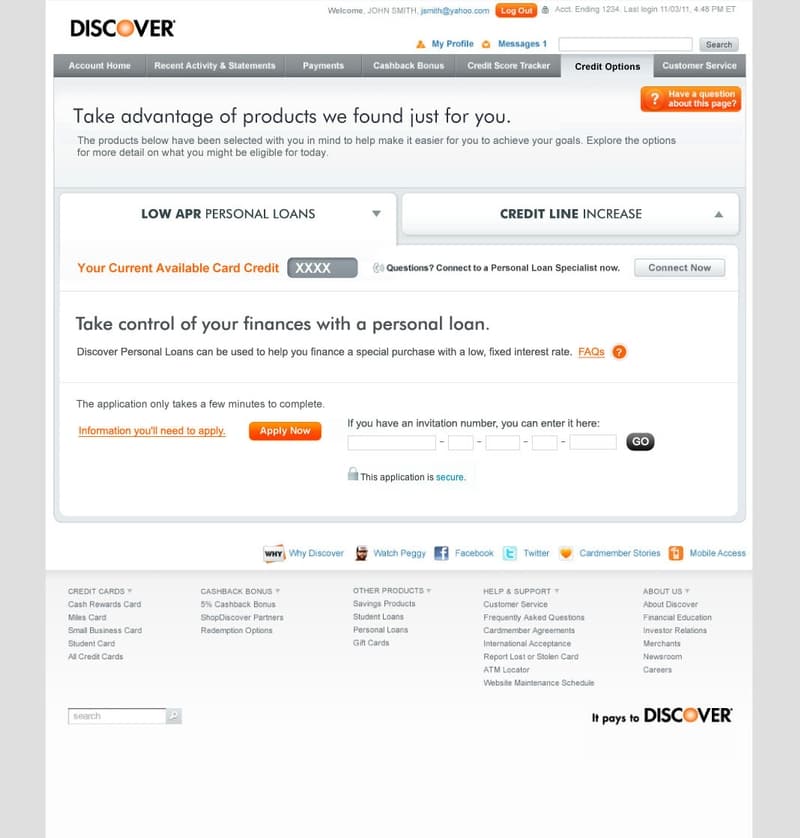 Welcome, JOHN SMITH, jsmith@yahoo.com Log Out Acct. Ending 1234. Last login 11/03/11, 4:48 PM ET
DISCOVER
My Profile Messages 1 Search
Account Home Recent Activity & Statements Payments Cashback Bonus Credit Score Tracker Credit Options Customer Service
? Have a question
about this page?
Take advantage of products we found just for you.
The products below have been selected with you in mind to help make it easier for you to achieve your goals. Explore the options
for more detail on what you might be eligible for today.
LOW APR PERSONAL LOANS CREDIT LINE INCREASE
Your Current Available Card Credit XXXX Questions? Connect to a Personal Loan Specialist now. Connect Now
Take control of your finances with a personal loan.
Discover Personal Loans can be used to help you finance a special purchase with a low, fixed interest rate. FAQs ?
The application only takes a few minutes to complete.
Information you'll need to apply. Apply Now
If you have an invitation number, you can enter it here:
- - - - GO
This application is secure.
WHY Why Discover Watch Peggy f Facebook t Twitter Cardmember Stories Mobile Access
CREDIT CARDS
Cash Rewards Card
Miles Card
Small Business Card
Student Card
All Credit Cards
CASHBACK BONUS
5% Cashback Bonus
ShopDiscover Partners
Redemption Options
OTHER PRODUCTS
Savings Products
Student Loans
Personal Loans
Gift Cards
HELP & SUPPORT
Customer Service
Frequently Asked Questions
Cardmember Agreements
International Acceptance
Report Lost or Stolen Card
ATM Locator
Website Maintenance Schedule
ABOUT US
About Discover
Financial Education
Investor Relations
Merchants
Newsroom
Careers
search
It pays to DISCOVER